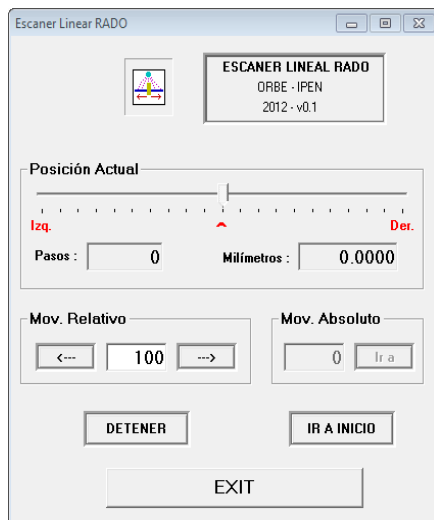 Escaner Linear RADO
ESCANER LINEAL RADO
ORBE - IPEN
2012 - v0.1
Posición Actual
Izq. Der.
Pasos : 0 Milímetros : 0.0000
Mov. Relativo Mov. Absoluto
<--- 100 ---> 0 Ir a
DETENER IR A INICIO
EXIT